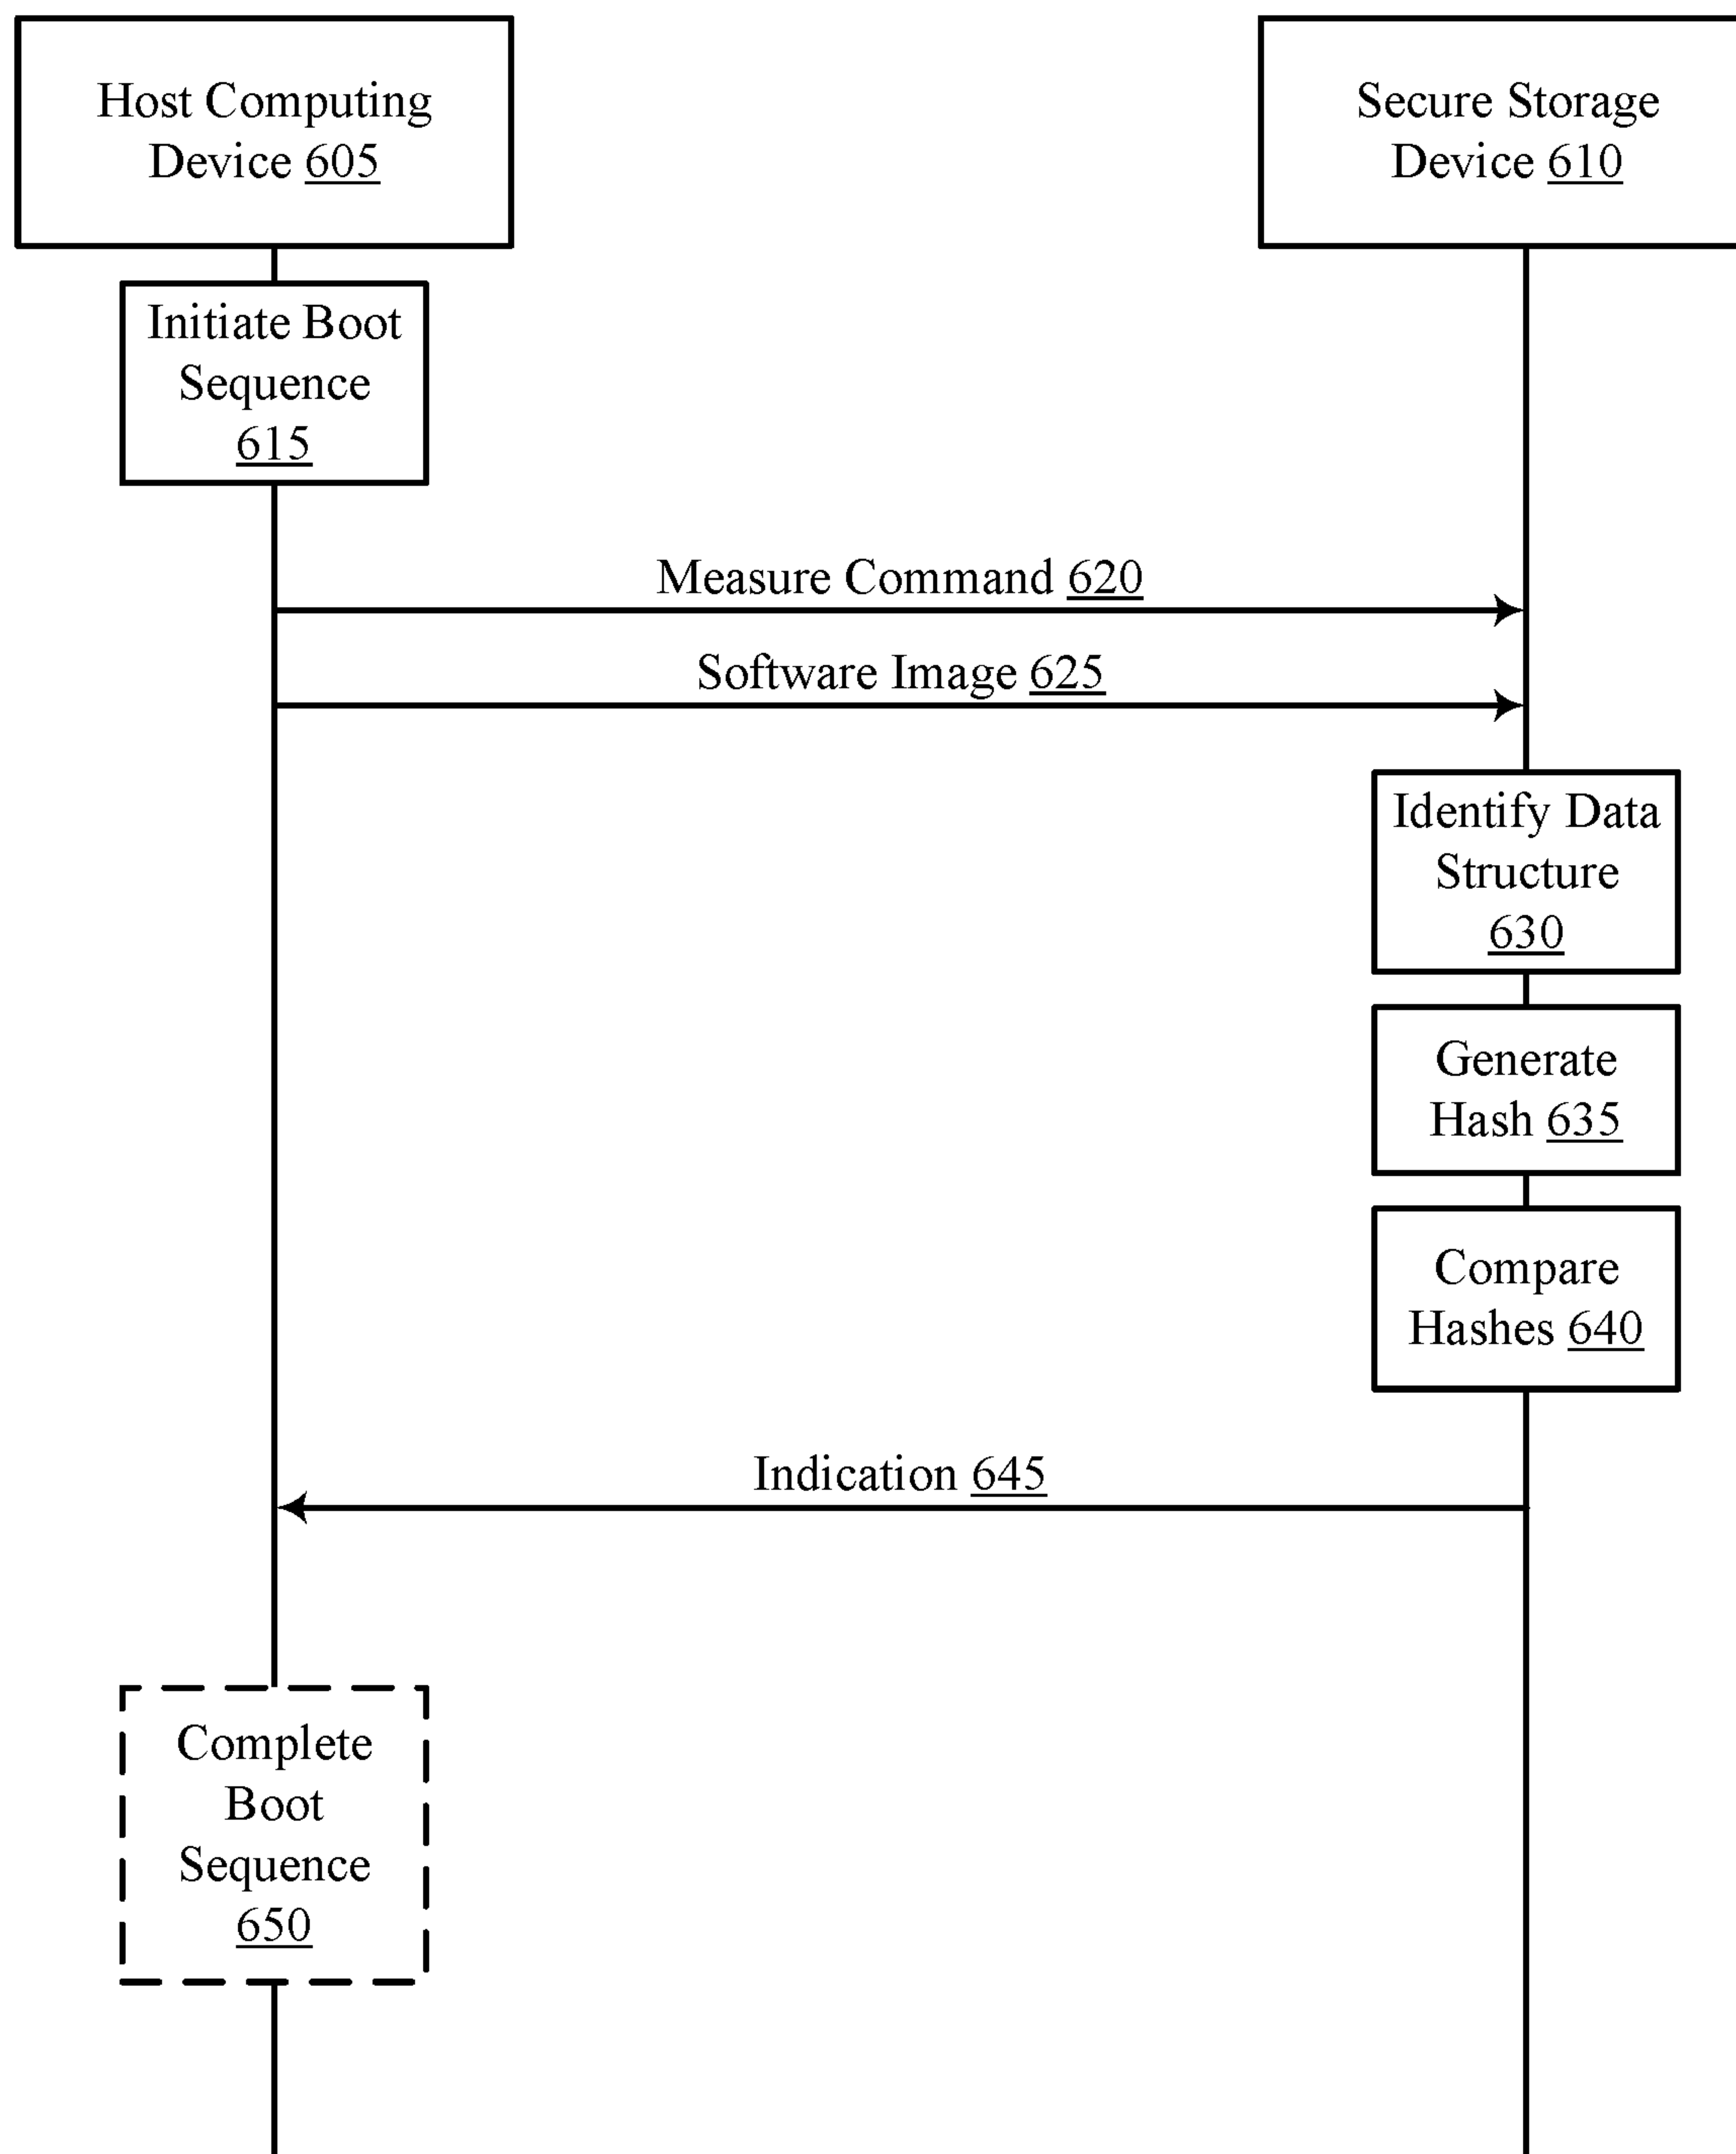 Host Computing
Device 605
Secure Storage
Device 610
Initiate Boot
Sequence
615
Measure Command 620
Software Image 625
Identify Data
Structure
630
Generate
Hash 635
Compare
Hashes 640
Indication 645
Complete
Boot
Sequence
650